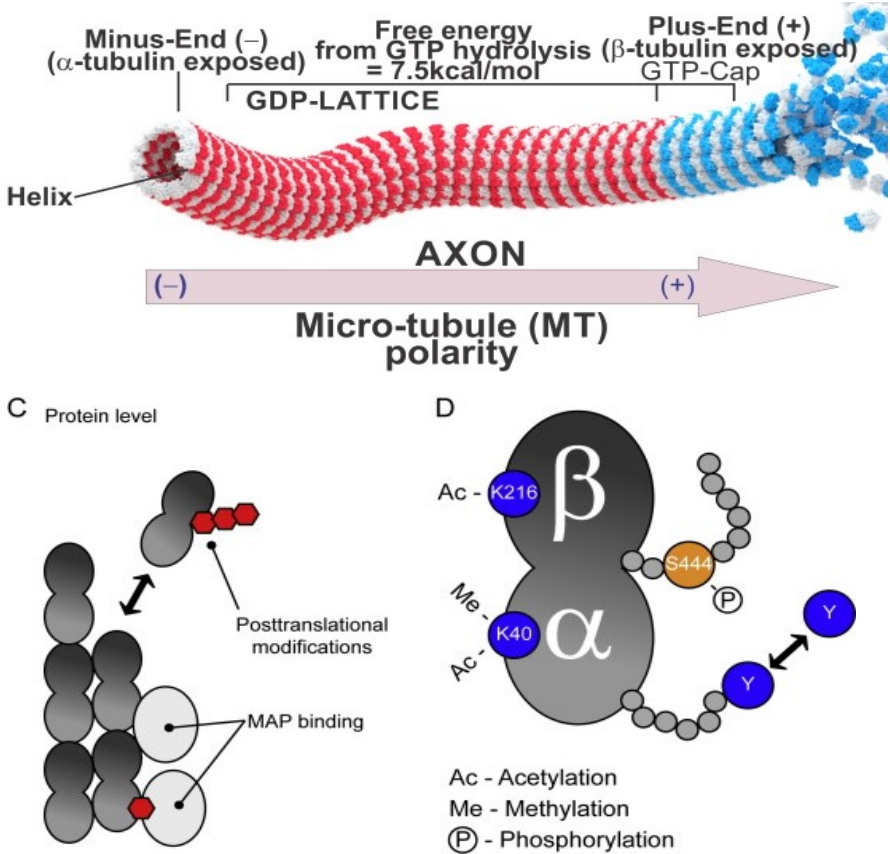 Minus-End (–)
(α-tubulin exposed)
Free energy
from GTP hydrolysis
= 7.5kcal/mol
Plus-End (+)
(β-tubulin exposed)
GTP-Cap
GDP-LATTICE
Helix
AXON
(–)
(+)
Micro-tubule (MT)
polarity
C
Protein level
Posttranslational
modifications
MAP binding
D
β
Ac -
K216
S444
P
Me -
Ac -
K40
α
Y
Y
Ac - Acetylation
Me - Methylation
P - Phosphorylation